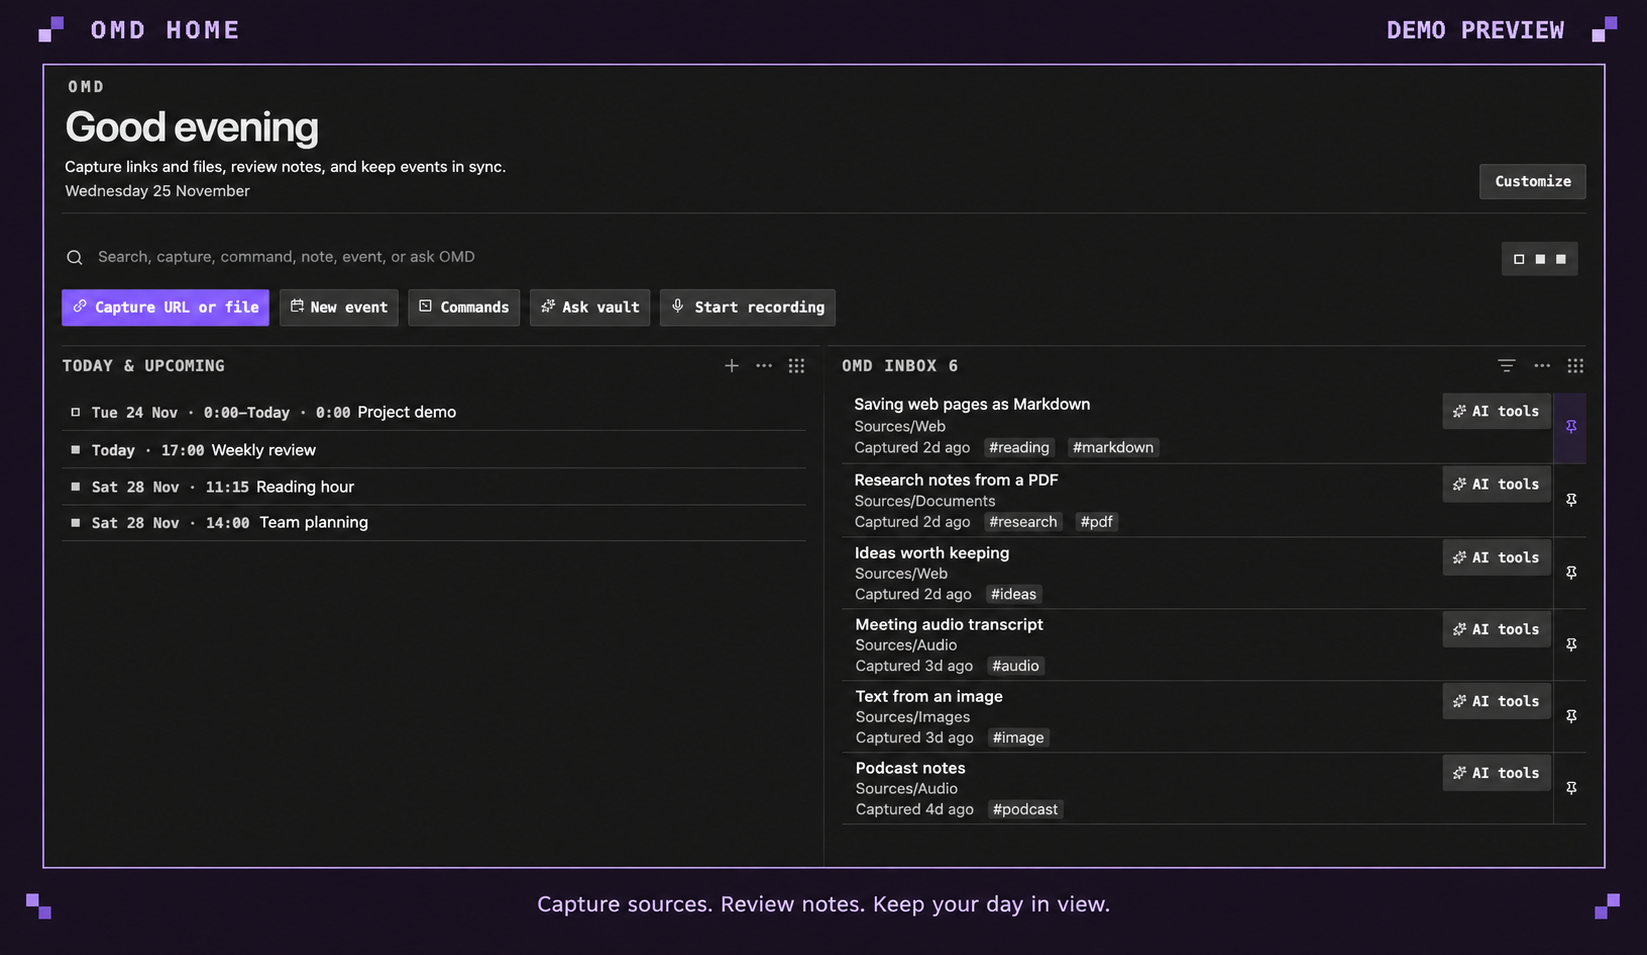 OMD HOME
DEMO PREVIEW
OMD
Good evening
Capture links and files, review notes, and keep events in sync.
Wednesday 25 November
Customize
Search, capture, command, note, event, or ask OMD
Capture URL or file
New event
Commands
Ask vault
Start recording
TODAY & UPCOMING
Tue 24 Nov · 0:00–Today · 0:00 Project demo
Today · 17:00 Weekly review
Sat 28 Nov · 11:15 Reading hour
Sat 28 Nov · 14:00 Team planning
OMD INBOX 6
Saving web pages as Markdown
AI tools
Sources/Web
Captured 2d ago #reading #markdown
Research notes from a PDF
AI tools
Sources/Documents
Captured 2d ago #research #pdf
Ideas worth keeping
AI tools
Sources/Web
Captured 2d ago #ideas
Meeting audio transcript
AI tools
Sources/Audio
Captured 3d ago #audio
Text from an image
AI tools
Sources/Images
Captured 3d ago #image
Podcast notes
AI tools
Sources/Audio
Captured 4d ago #podcast
Capture sources. Review notes. Keep your day in view.